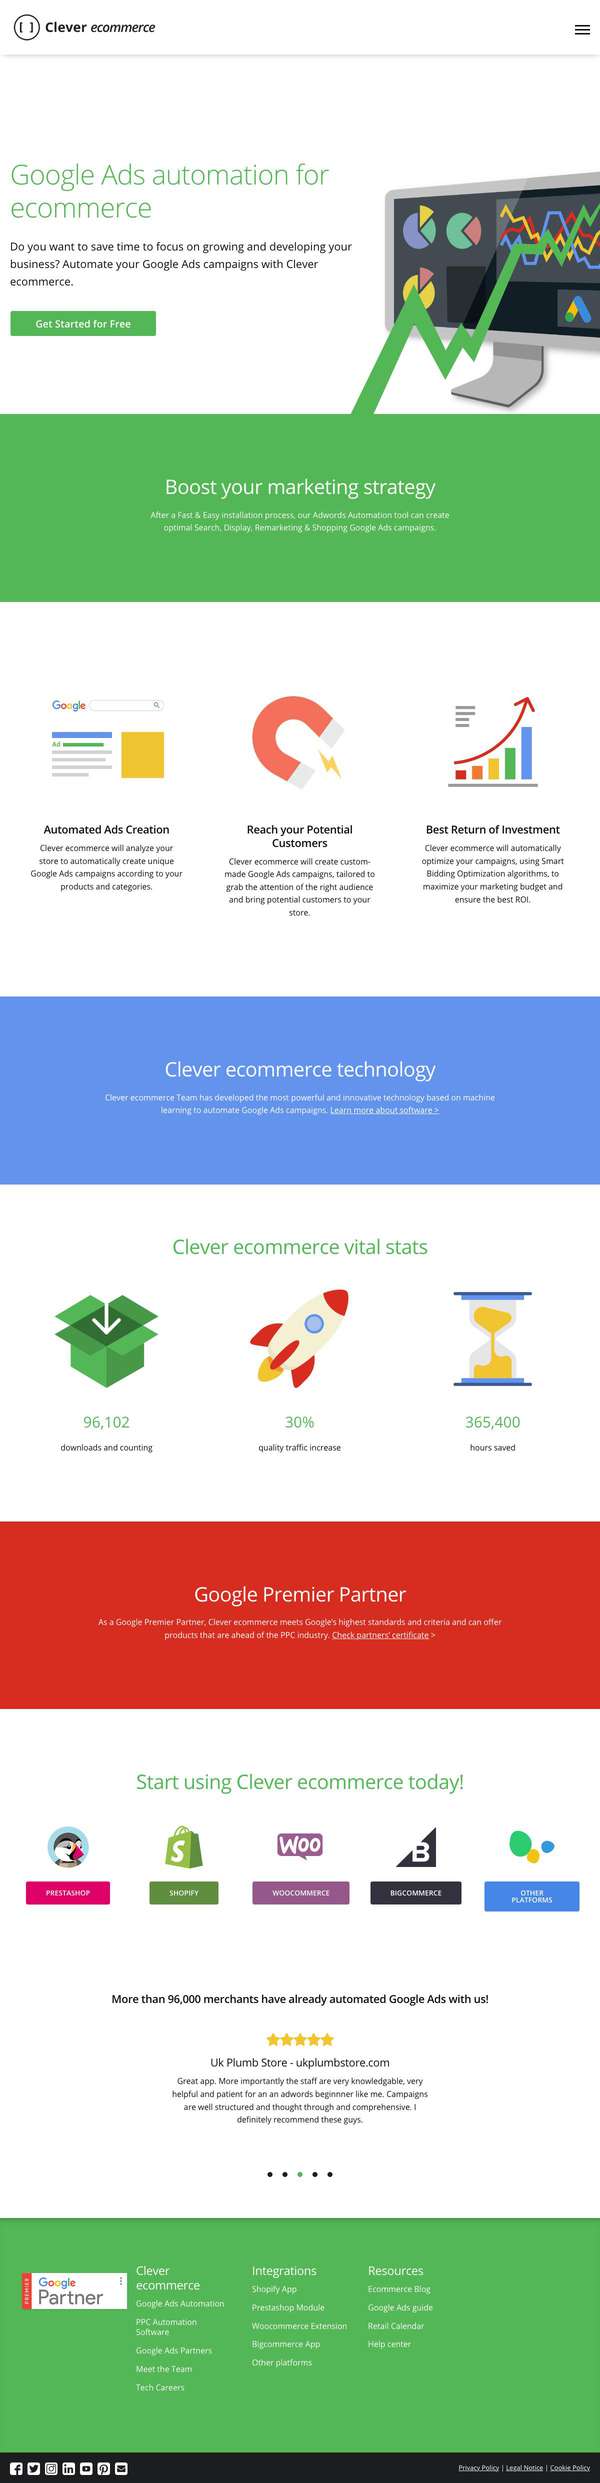 [ ] Clever ecommerce
Google Ads automation for
ecommerce
Do you want to save time to focus on growing and developing your
business? Automate your Google Ads campaigns with Clever
ecommerce.
Get Started for Free
Boost your marketing strategy
After a Fast & Easy installation process, our Adwords Automation tool can create
optimal Search, Display, Remarketing & Shopping Google Ads campaigns.
Google
Ad
Automated Ads Creation
Clever ecommerce will analyze your
store to automatically create unique
Google Ads campaigns according to your
products and categories.
Reach your Potential
Customers
Clever ecommerce will create custom-
made Google Ads campaigns, tailored to
grab the attention of the right audience
and bring potential customers to your
store.
Best Return of Investment
Clever ecommerce will automatically
optimize your campaigns, using Smart
Bidding Optimization algorithms, to
maximize your marketing budget and
ensure the best ROI.
Clever ecommerce technology
Clever ecommerce Team has developed the most powerful and innovative technology based on machine
learning to automate Google Ads campaigns. Learn more about software >
Clever ecommerce vital stats
96,102
downloads and counting
30%
quality traffic increase
365,400
hours saved
Google Premier Partner
As a Google Premier Partner, Clever ecommerce meets Google's highest standards and criteria and can offer
products that are ahead of the PPC industry. Check partners' certificate >
Start using Clever ecommerce today!
S
WOO
B
PRESTASHOP
SHOPIFY
WOOCOMMERCE
BIGCOMMERCE
OTHER
PLATFORMS
More than 96,000 merchants have already automated Google Ads with us!
Uk Plumb Store - ukplumbstore.com
Great app. More importantly the staff are very knowledgable, very
helpful and patient for an an adwords beginnner like me. Campaigns
are well structured and thought through and comprehensive. I
definitely recommend these guys.
PREMIER
Google
Partner
Clever
ecommerce
Google Ads Automation
PPC Automation
Software
Google Ads Partners
Meet the Team
Tech Careers
Integrations
Shopify App
Prestashop Module
Woocommerce Extension
Bigcommerce App
Other platforms
Resources
Ecommerce Blog
Google Ads guide
Retail Calendar
Help center
Privacy Policy | Legal Notice | Cookie Policy